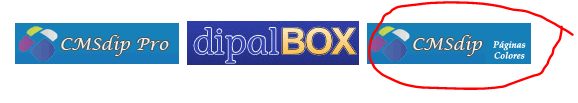 CMSdip Pro
dipalBOX
CMSdip Páginas
Colores